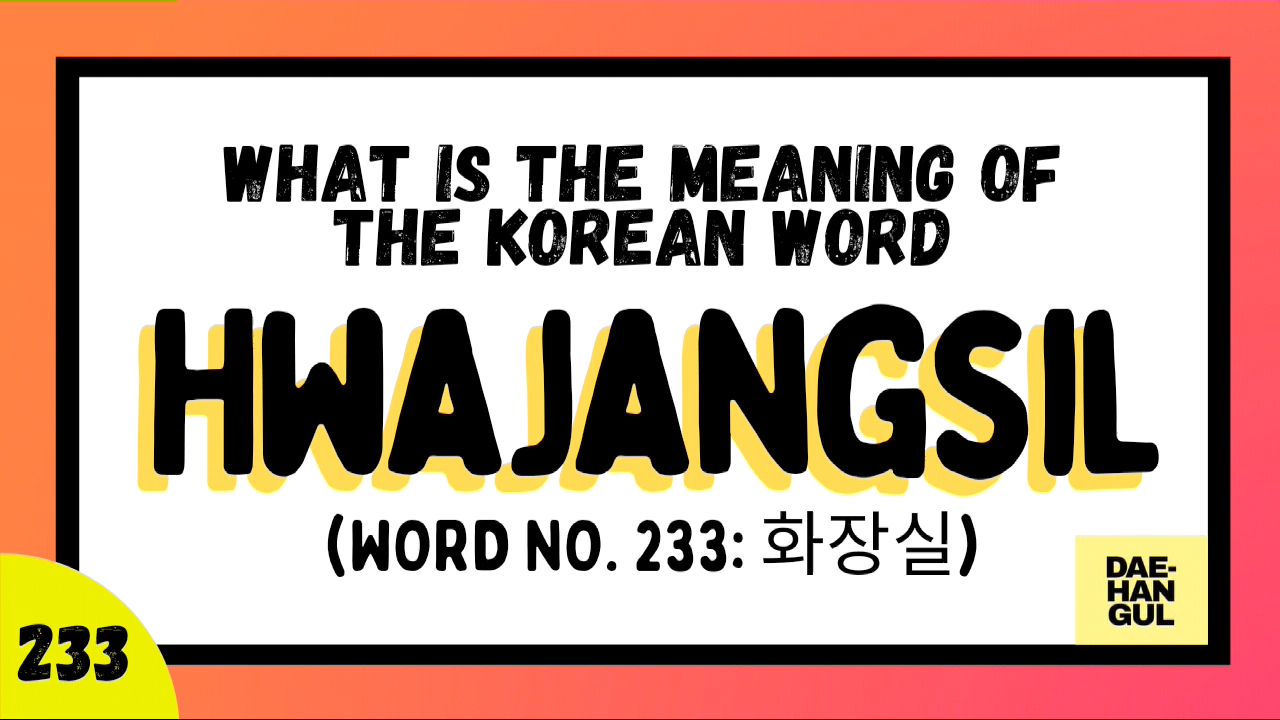 WHAT IS THE MEANING OF
THE KOREAN WORD
HWAJANGSIL
(WORD NO. 233: 화장실)
DAE-
HAN
GUL
233